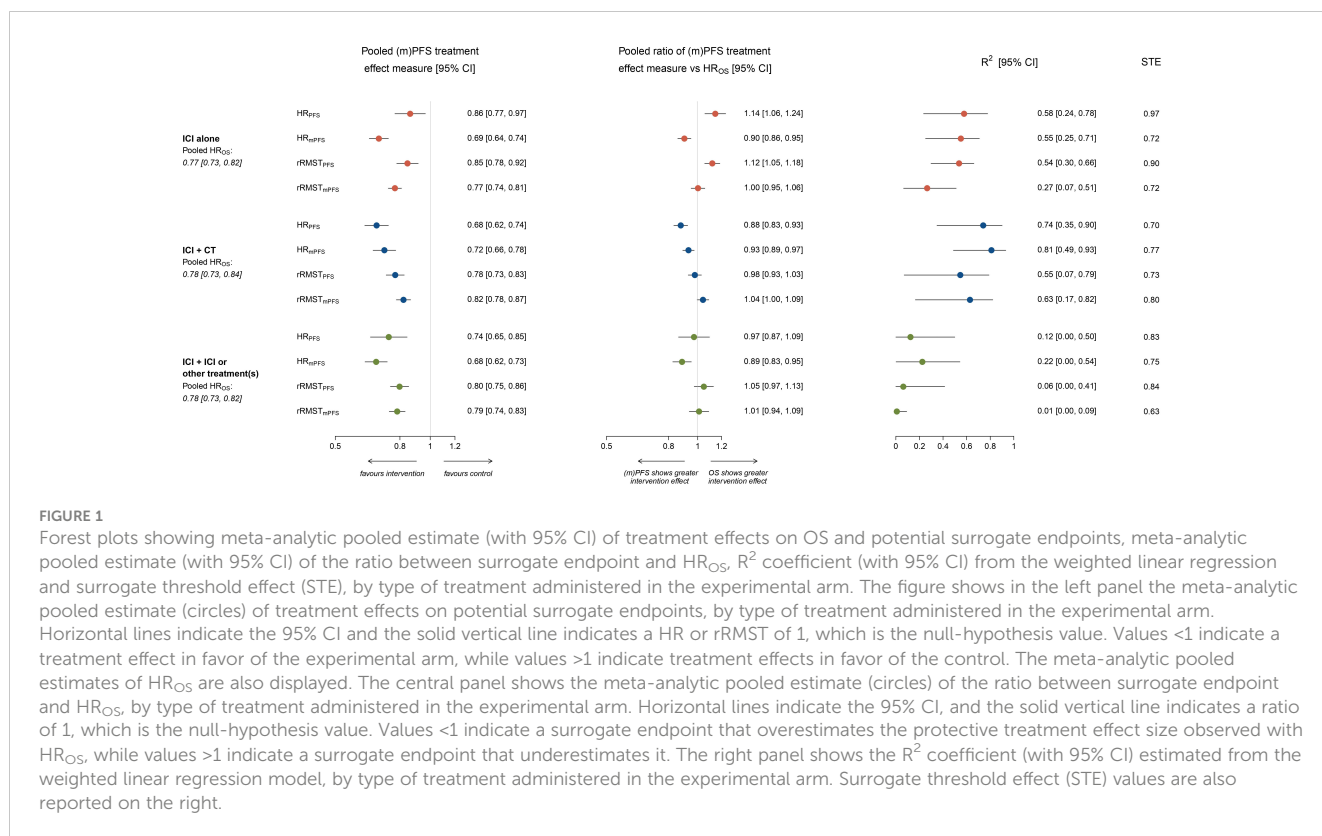 Pooled (m)PFS treatment
effect measure [95% CI]
Pooled ratio of (m)PFS treatment
effect measure vs HROS [95% CI]
R2 [95% CI]
STE
ICI alone
Pooled HROS:
0.77 [0.73, 0.82]
HRPFS 0.86 [0.77, 0.97] 1.14 [1.06, 1.24] 0.58 [0.24, 0.78] 0.97
HRmPFS 0.69 [0.64, 0.74] 0.90 [0.86, 0.95] 0.55 [0.25, 0.71] 0.72
rRMSTPFS 0.85 [0.78, 0.92] 1.12 [1.05, 1.18] 0.54 [0.30, 0.66] 0.90
rRMSTmPFS 0.77 [0.74, 0.81] 1.00 [0.95, 1.06] 0.27 [0.07, 0.51] 0.72
ICI + CT
Pooled HROS:
0.78 [0.73, 0.84]
HRPFS 0.68 [0.62, 0.74] 0.88 [0.83, 0.93] 0.74 [0.35, 0.90] 0.70
HRmPFS 0.72 [0.66, 0.78] 0.93 [0.89, 0.97] 0.81 [0.49, 0.93] 0.77
rRMSTPFS 0.78 [0.73, 0.83] 0.98 [0.93, 1.03] 0.55 [0.07, 0.79] 0.73
rRMSTmPFS 0.82 [0.78, 0.87] 1.04 [1.00, 1.09] 0.63 [0.17, 0.82] 0.80
ICI + ICI or
other treatment(s)
Pooled HROS:
0.78 [0.73, 0.82]
HRPFS 0.74 [0.65, 0.85] 0.97 [0.87, 1.09] 0.12 [0.00, 0.50] 0.83
HRmPFS 0.68 [0.62, 0.73] 0.89 [0.83, 0.95] 0.22 [0.00, 0.54] 0.75
rRMSTPFS 0.80 [0.75, 0.86] 1.05 [0.97, 1.13] 0.06 [0.00, 0.41] 0.84
rRMSTmPFS 0.79 [0.74, 0.83] 1.01 [0.94, 1.09] 0.01 [0.00, 0.09] 0.63
0.5 0.8 1 1.2
0.5 0.8 1 1.2
0 0.2 0.4 0.6 0.8 1
favours intervention favours control
(m)PFS shows greater
intervention effect
OS shows greater
intervention effect
FIGURE 1
Forest plots showing meta-analytic pooled estimate (with 95% CI) of treatment effects on OS and potential surrogate endpoints, meta-analytic
pooled estimate (with 95% CI) of the ratio between surrogate endpoint and HROS, R2 coefficient (with 95% CI) from the weighted linear regression
and surrogate threshold effect (STE), by type of treatment administered in the experimental arm. The figure shows in the left panel the meta-analytic
pooled estimate (circles) of treatment effects on potential surrogate endpoints, by type of treatment administered in the experimental arm.
Horizontal lines indicate the 95% CI and the solid vertical line indicates a HR or rRMST of 1, which is the null-hypothesis value. Values <1 indicate a
treatment effect in favor of the experimental arm, while values >1 indicate treatment effects in favor of the control. The meta-analytic pooled
estimates of HROS are also displayed. The central panel shows the meta-analytic pooled estimate (circles) of the ratio between surrogate endpoint
and HROS, by type of treatment administered in the experimental arm. Horizontal lines indicate the 95% CI, and the solid vertical line indicates a ratio
of 1, which is the null-hypothesis value. Values <1 indicate a surrogate endpoint that overestimates the protective treatment effect size observed with
HROS, while values >1 indicate a surrogate endpoint that underestimates it. The right panel shows the R2 coefficient (with 95% CI) estimated from the
weighted linear regression model, by type of treatment administered in the experimental arm. Surrogate threshold effect (STE) values are also
reported on the right.